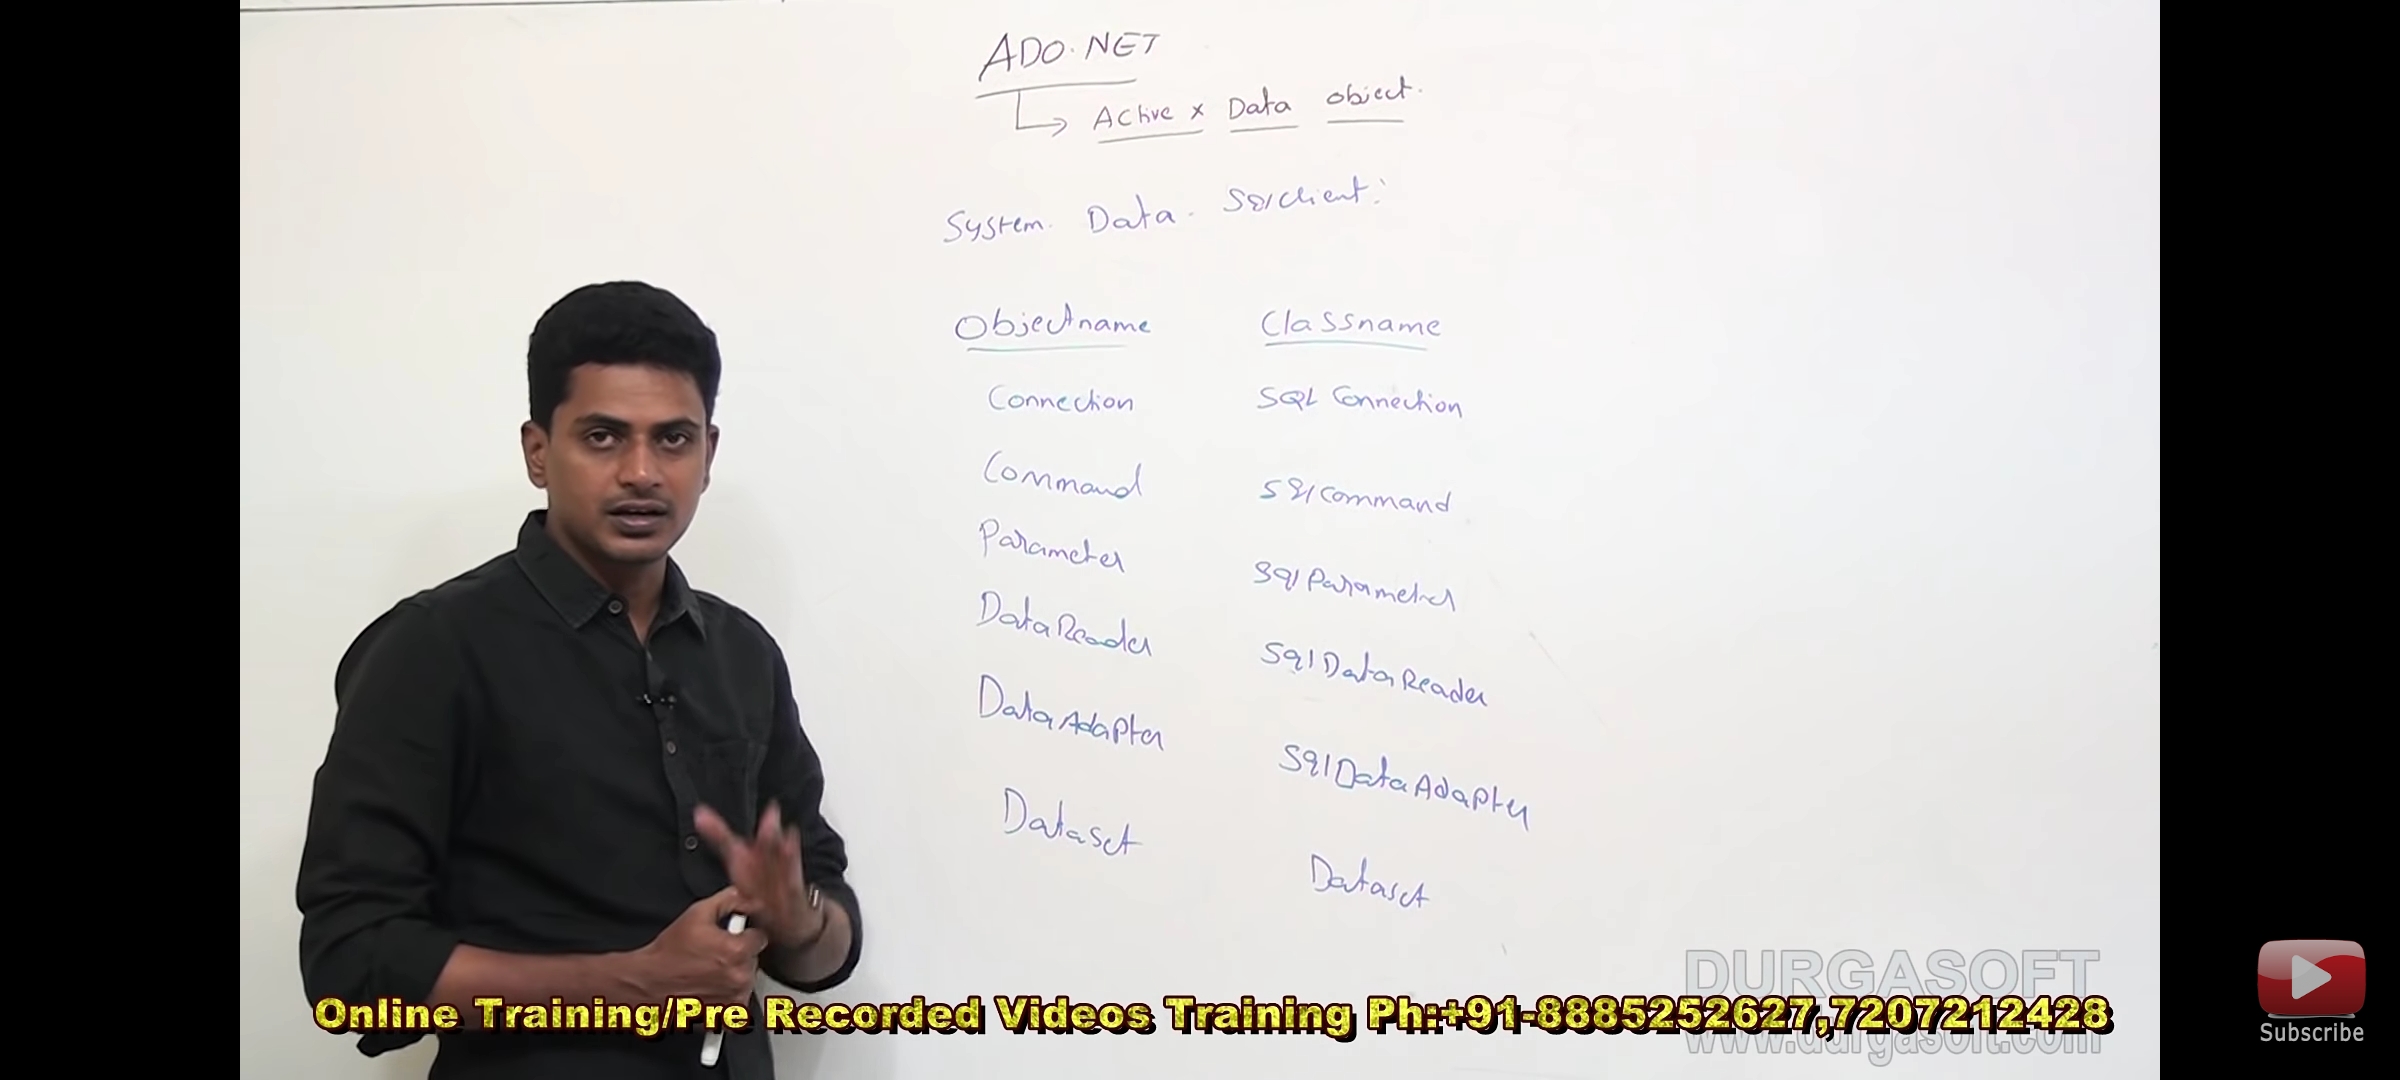 ADO.NET
Active x Data object.
System. Data. Sqlclient:
Objectname Classname
Connection SQL Connection
Command Sqlcommand
Parameter SqlParameter
DataReader SqlDataReader
DataAdapter SqlDataAdapter
Dataset Dataset
DURGASOFT
Online Training/Pre Recorded Videos Training Ph:+91-8885252627,7207212428
www.durgasoft.com
Subscribe